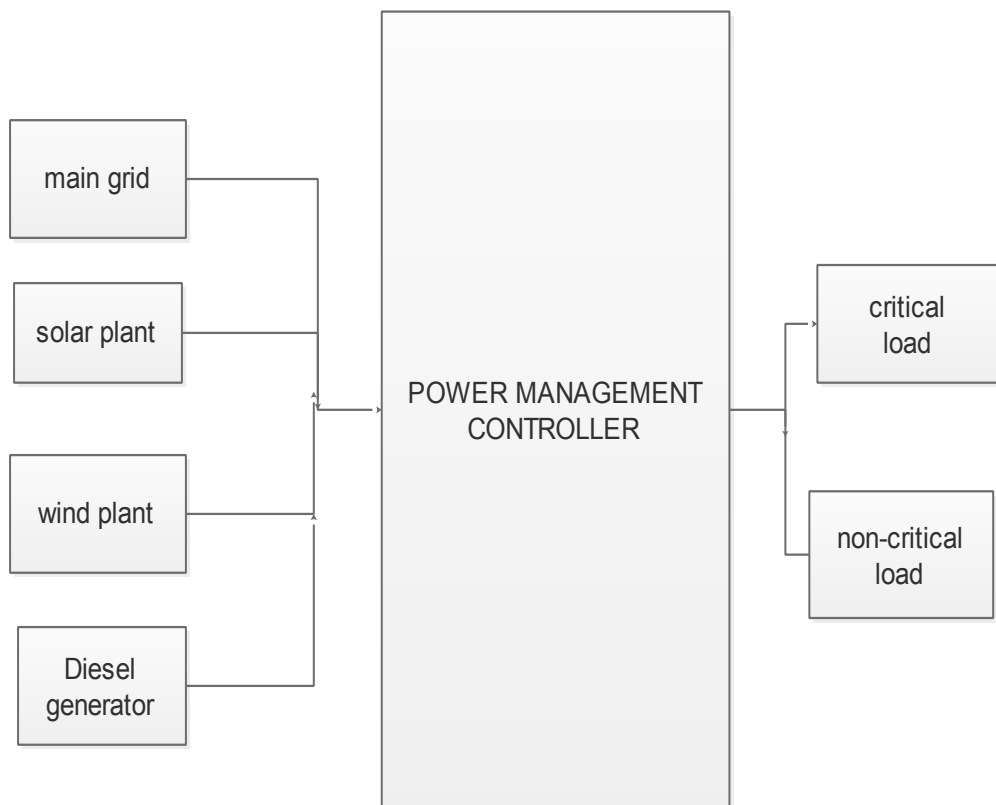 main grid
solar plant
wind plant
Diesel
generator
POWER MANAGEMENT
CONTROLLER
critical
load
non-critical
load